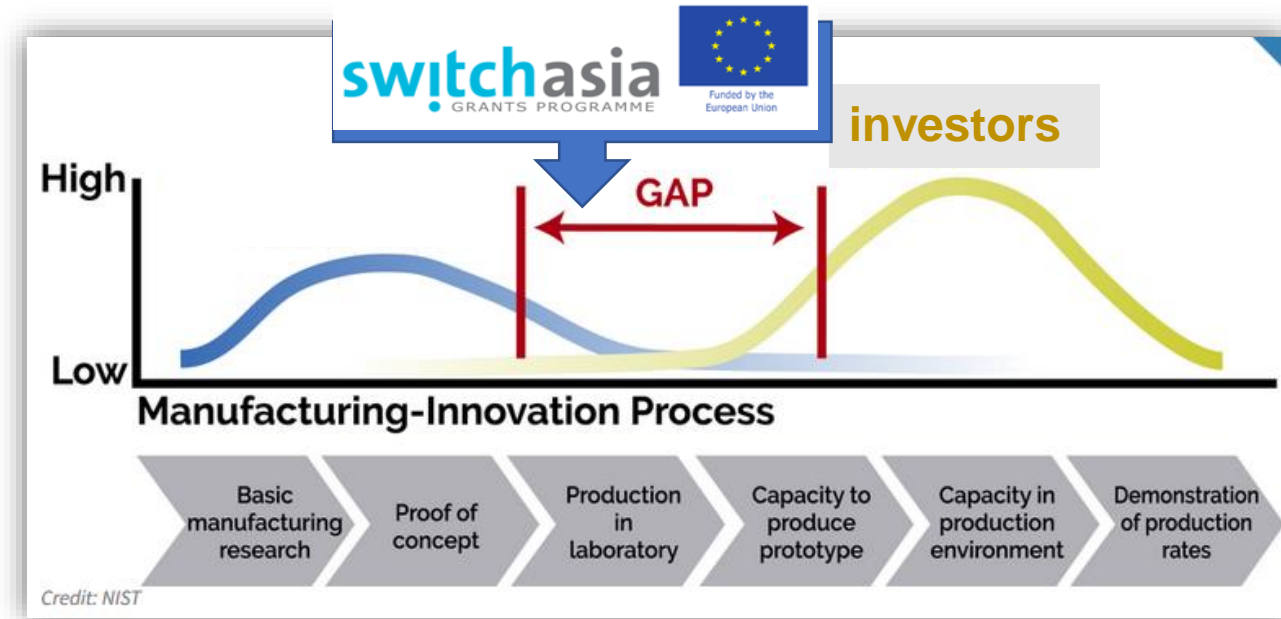 switchasia
GRANTS PROGRAMME
Funded by the
European Union
investors
High
GAP
Low
Manufacturing-Innovation Process
Basic
manufacturing
research
Proof of
concept
Production
in
laboratory
Capacity to
produce
prototype
Capacity in
production
environment
Demonstration
of production
rates
Credit: NIST